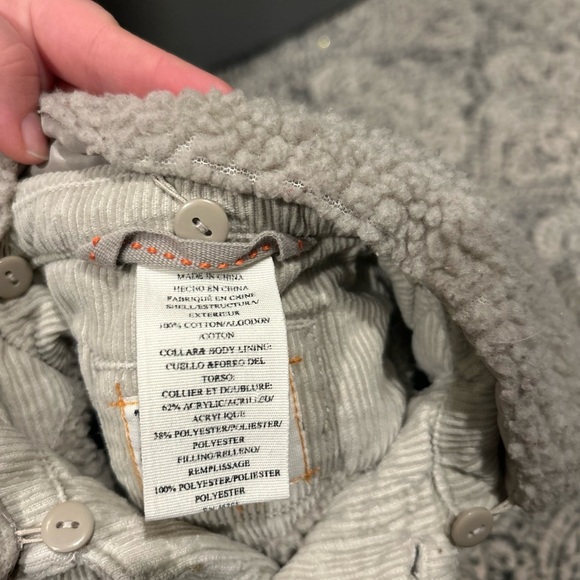 MADE IN CHINA
HECHO EN CHINA
FABRIQUÉ EN CHINE
SHELL/ESTRUCTURA/
EXTERIEUR
100% COTTON/ALGODON
/COTON
COLLAR& BODY LINING:
CUELLO &FORRO DEL
TORSO:
COLLIER ET DOUBLURE:
62% ACRYLIC/ACRILICO/
ACRYLIQUE
38% POLYESTER/POLIESTER/
POLYESTER
FILLING/RELLENO/
REMPLISSAGE
100% POLYESTER/POLIESTER
POLYESTER